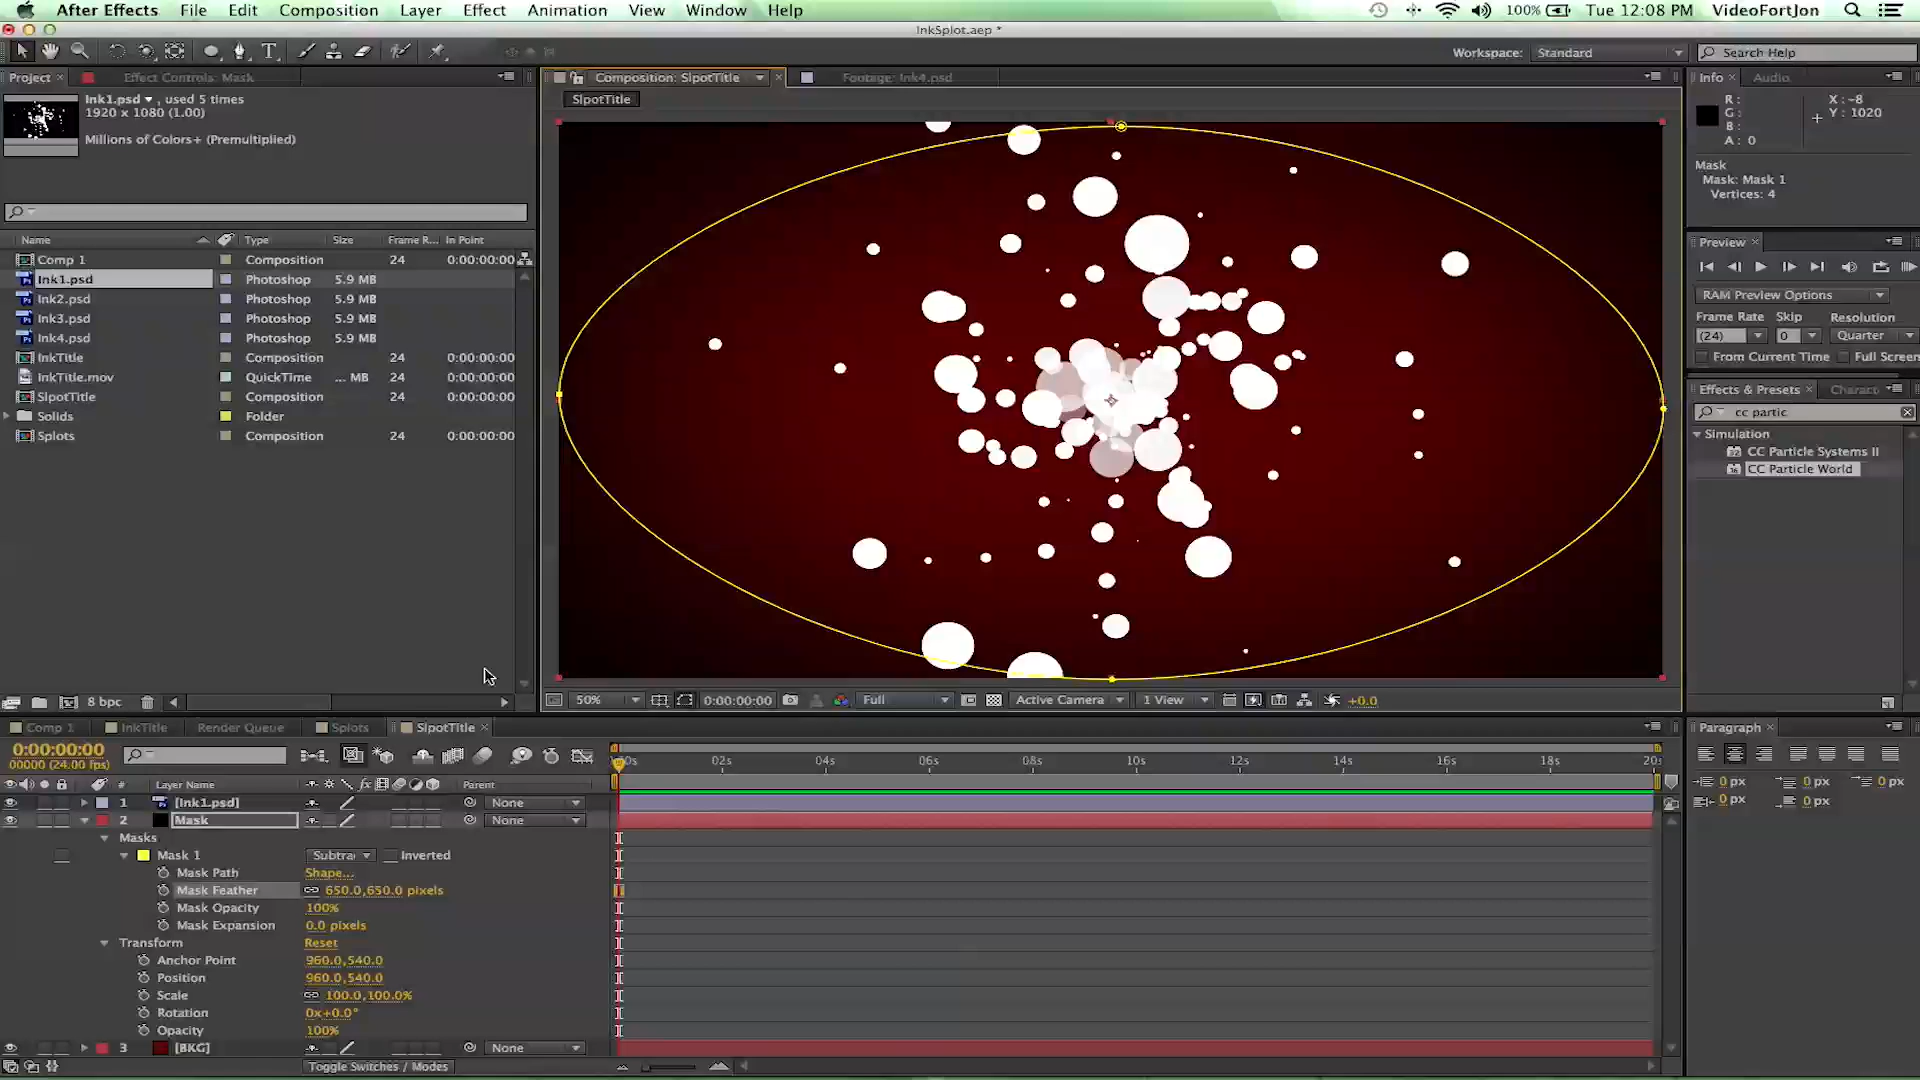 After Effects File Edit Composition Layer Effect Animation View Window Help 100% Tue 12:08 PM VideoFortJon
InkSplot.aep *
Workspace: Standard Search Help
Project × Effect Controls: Mask Composition: SlpotTitle × Footage: Ink4.psd Info × Audio
Ink1.psd ▾ , used 5 times
1920 x 1080 (1.00)
Millions of Colors+ (Premultiplied)
SlpotTitle
R :
G :
B :
A : 0
X : -8
Y : 1020
Mask
Mask: Mask 1
Vertices: 4
Preview ×
RAM Preview Options
Frame Rate Skip Resolution
(24) 0 Quarter
From Current Time Full Screen
Effects & Presets × Charact
cc partic
Simulation
CC Particle Systems II
CC Particle World
Name Type Size Frame R... In Point
Comp 1 Composition 24 0:00:00:00
Ink1.psd Photoshop 5.9 MB
Ink2.psd Photoshop 5.9 MB
Ink3.psd Photoshop 5.9 MB
Ink4.psd Photoshop 5.9 MB
InkTitle Composition 24 0:00:00:00
InkTitle.mov QuickTime ... MB 24 0:00:00:00
SlpotTitle Composition 24 0:00:00:00
Solids Folder
Splots Composition 24 0:00:00:00
8 bpc
50% 0:00:00:00 Full Active Camera 1 View +0.0
Comp 1 InkTitle Render Queue Splots SlpotTitle ×
0:00:00:00
00000 (24.00 fps)
00s 02s 04s 06s 08s 10s 12s 14s 16s 18s 20s
# Layer Name fx Parent
1 [Ink1.psd] None
2 Mask None
Masks
Mask 1 Subtra Inverted
Mask Path Shape...
Mask Feather 650.0,650.0 pixels
Mask Opacity 100%
Mask Expansion 0.0 pixels
Transform Reset
Anchor Point 960.0,540.0
Position 960.0,540.0
Scale 100.0,100.0%
Rotation 0x+0.0°
Opacity 100%
3 [BKG] None
Toggle Switches / Modes
Paragraph ×
0 px 0 px 0 px
0 px 0 px